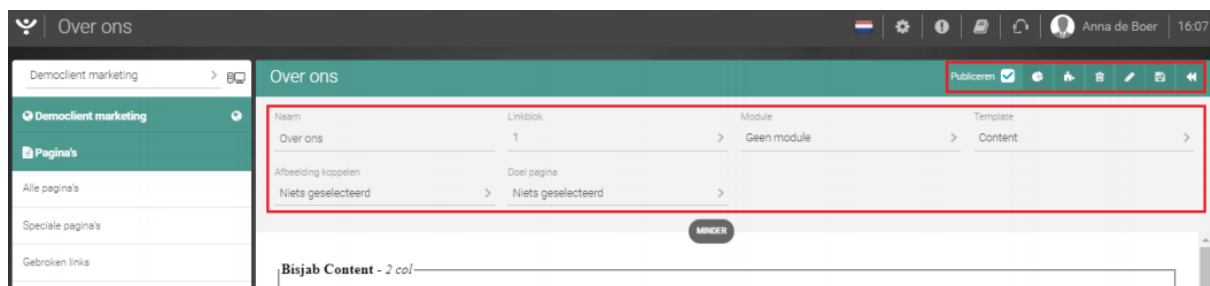 Over ons
Anna de Boer
16:07
Democlient marketing
Over ons
Publiceren
Democlient marketing
Naam
Linkblok
Module
Template
Over ons
1
Geen module
Content
Pagina's
Afbeelding koppelen
Doel pagina
Alle pagina's
Niets geselecteerd
Niets geselecteerd
Speciale pagina's
MINDER
Gebroken links
Bisjab Content - 2 col